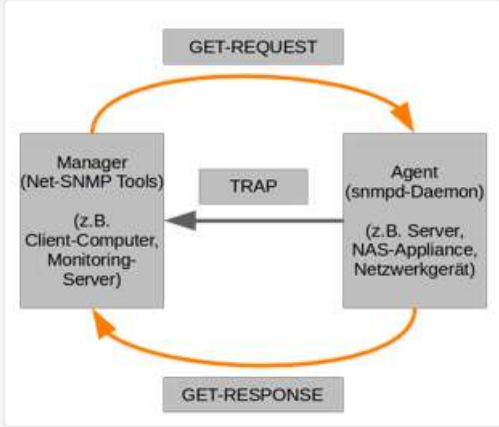 GET-REQUEST
Manager
(Net-SNMP Tools)
(z.B.
Client-Computer,
Monitoring-
Server)
TRAP
Agent
(snmpd-Daemon)
(z.B. Server,
NAS-Appliance,
Netzwerkgerät)
GET-RESPONSE